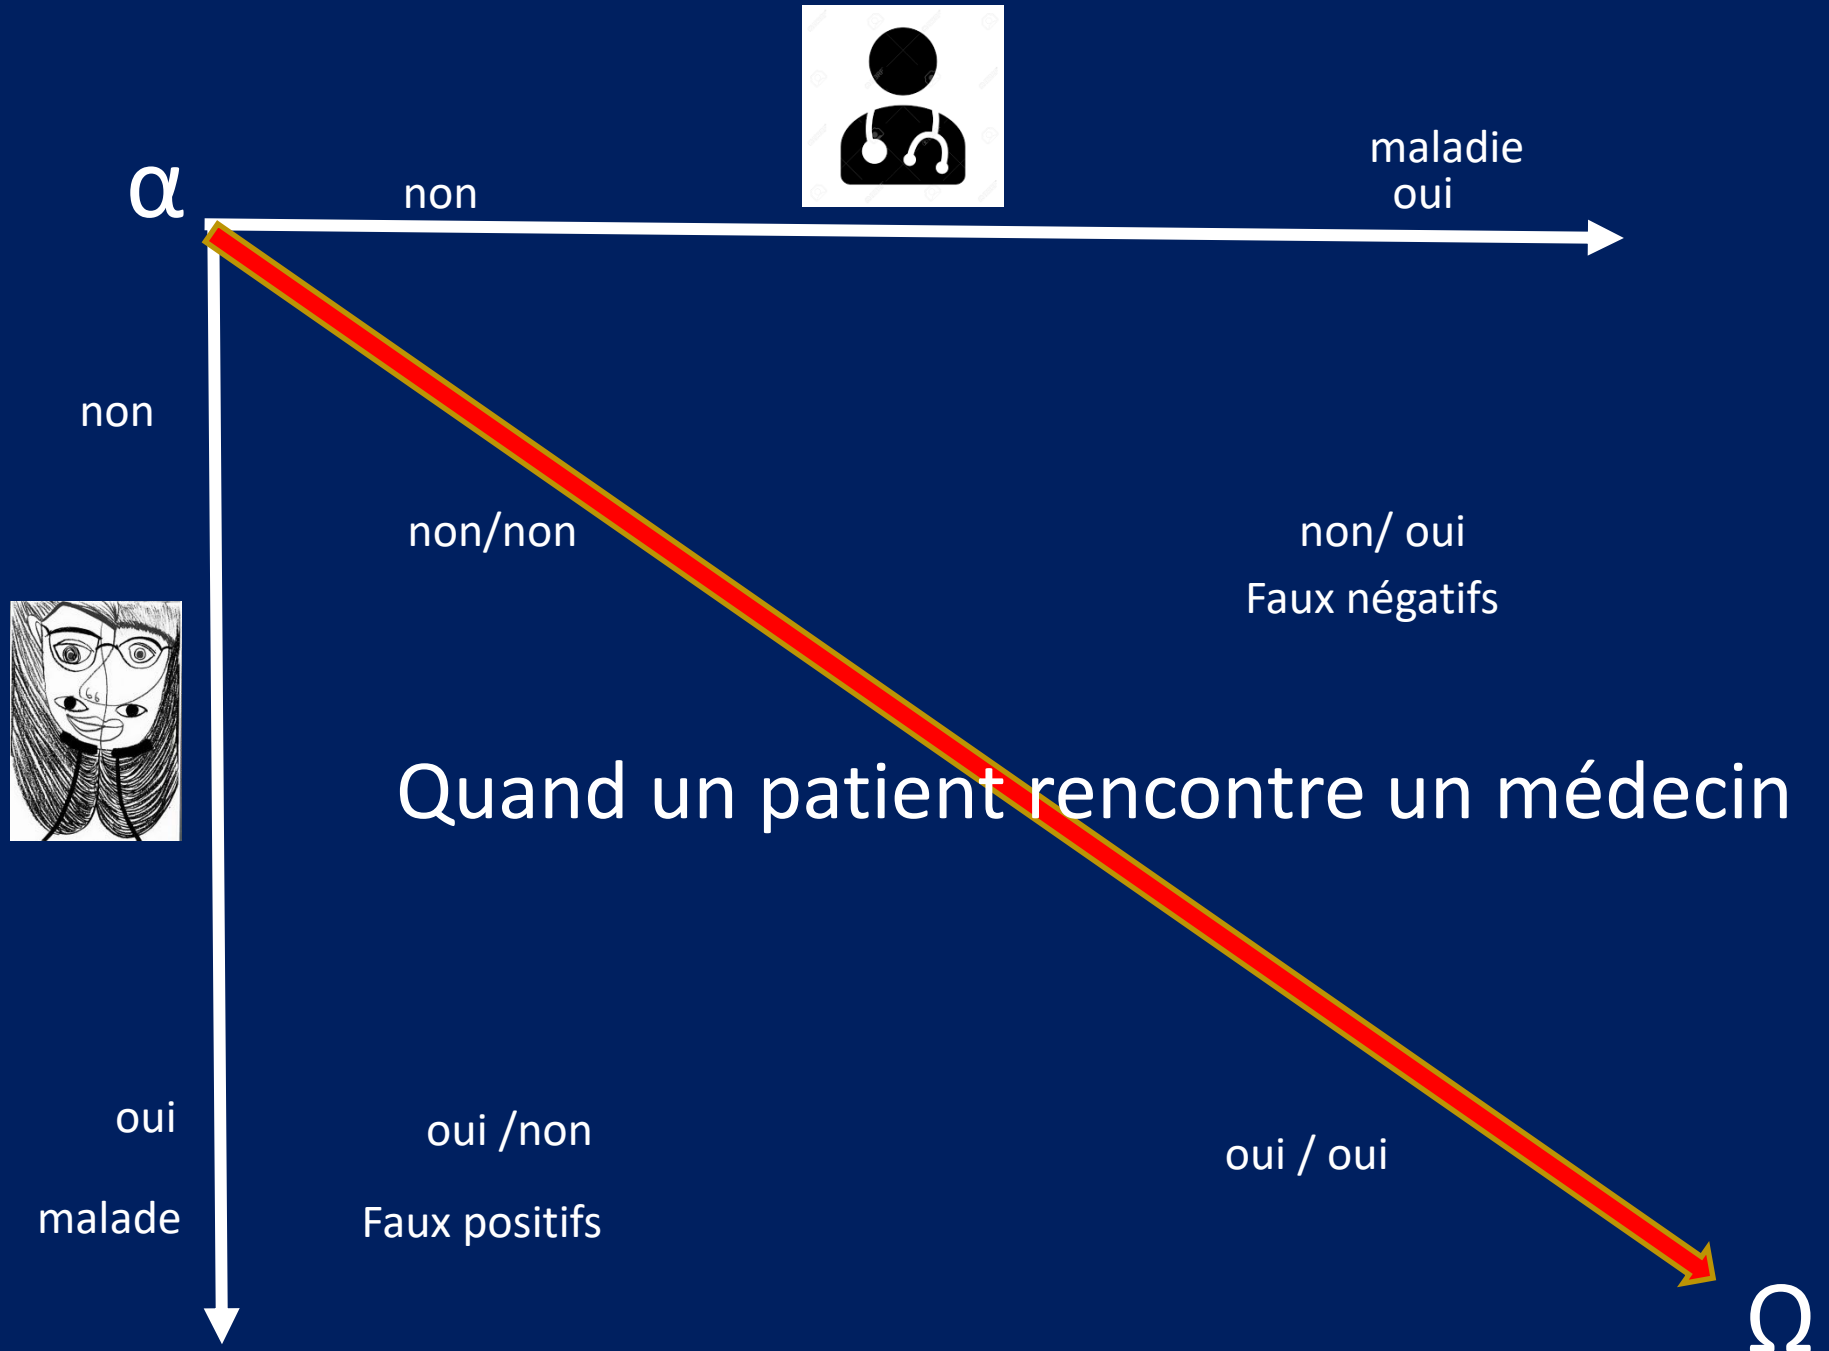 maladie
α
non
oui
non
non/non
non/ oui
Faux négatifs
Quand un patient rencontre un médecin
oui
oui /non
oui / oui
malade
Faux positifs
Ω